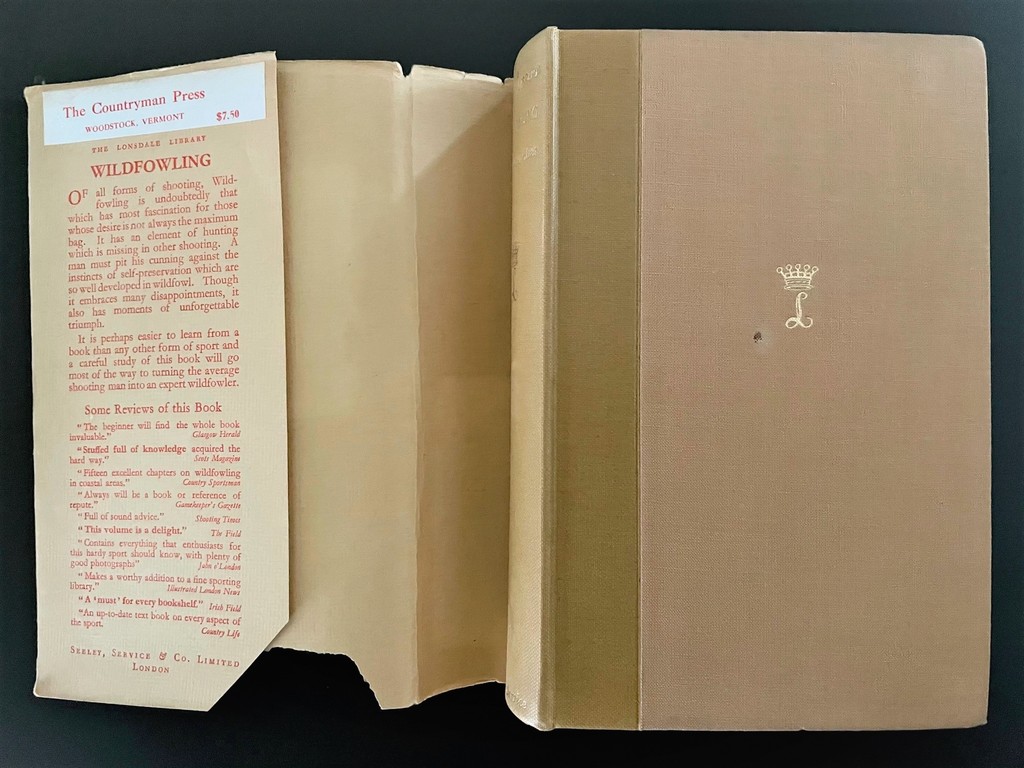 The Countryman Press
WOODSTOCK, VERMONT $7.50
THE LONSDALE LIBRARY
WILDFOWLING
OF all forms of shooting, Wild-
fowling is undoubtedly that
which has most fascination for those
whose desire is not always the maximum
bag. It has an element of hunting
which is missing in other shooting. A
man must pit his cunning against the
instincts of self-preservation which are
so well developed in wildfowl. Though
it embraces many disappointments, it
also has moments of unforgettable
triumph.
It is perhaps easier to learn from a
book than any other form of sport and
a careful study of this book will go
most of the way to turning the average
shooting man into an expert wildfowler.
Some Reviews of this Book
"The beginner will find the whole book
invaluable." Glasgow Herald
"Stuffed full of knowledge acquired the
hard way." Scots Magazine
"Fifteen excellent chapters on wildfowling
in coastal areas." Country Sportsman
"Always will be a book or reference of
repute." Gamekeeper's Gazette
"Full of sound advice." Shooting Times
"This volume is a delight." The Field
"Contains everything that enthusiasts for
this hardy sport should know, with plenty of
good photographs" John o'London
"Makes a worthy addition to a fine sporting
library." Illustrated London News
"A 'must' for every bookshelf." Irish Field
"An up-to-date text book on every aspect of
the sport. Country Life
SEELEY, SERVICE & CO. LIMITED
LONDON
L